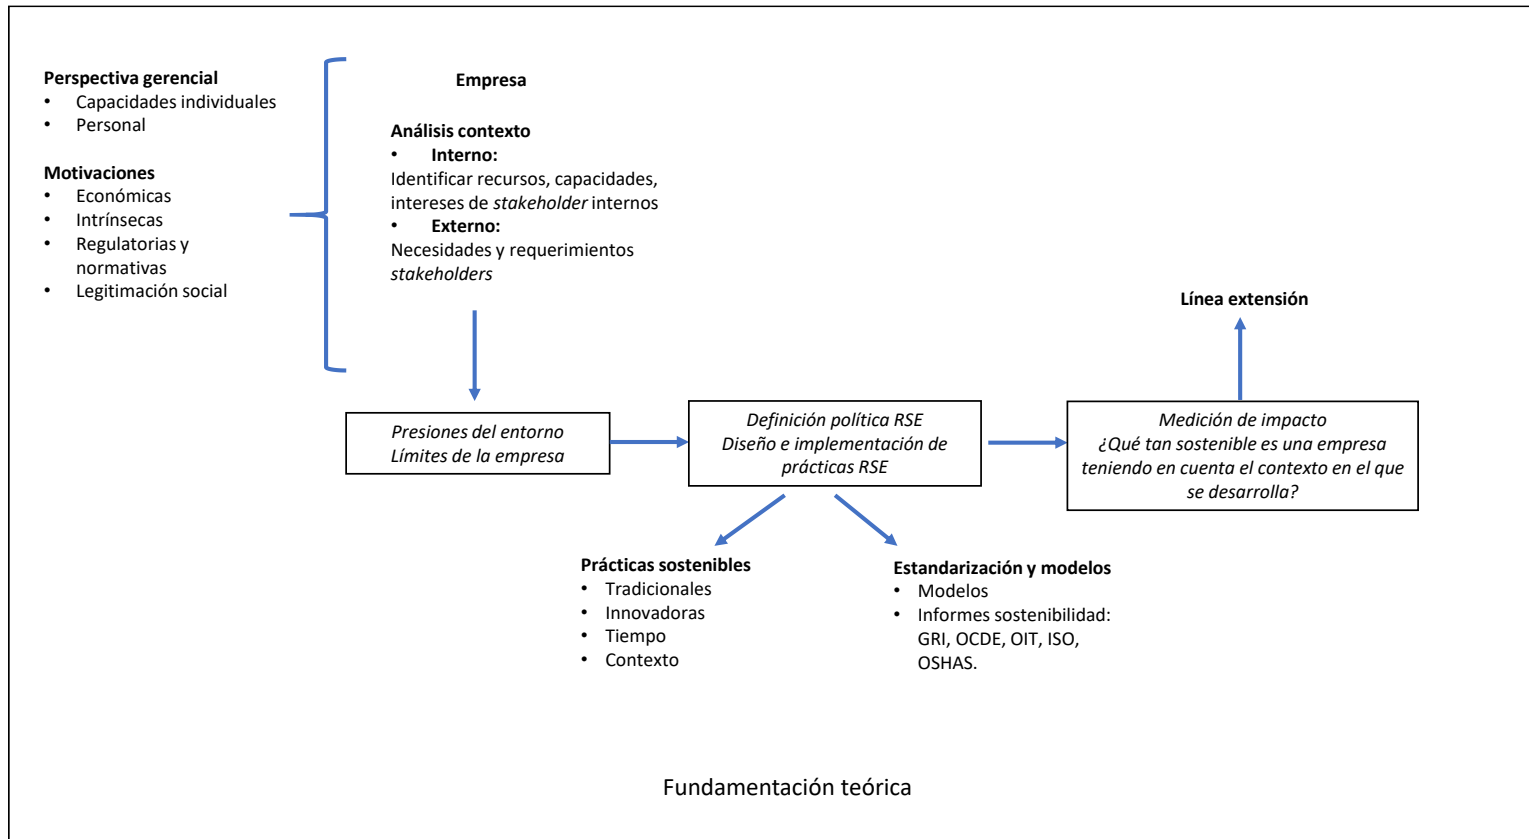 Perspectiva gerencial
• Capacidades individuales
• Personal
Motivaciones
• Económicas
• Intrínsecas
• Regulatorias y
normativas
• Legitimación social
Empresa
Análisis contexto
• Interno:
Identificar recursos, capacidades,
intereses de stakeholder internos
• Externo:
Necesidades y requerimientos
stakeholders
Presiones del entorno
Límites de la empresa
Definición política RSE
Diseño e implementación de
prácticas RSE
Línea extensión
Medición de impacto
¿Qué tan sostenible es una empresa
teniendo en cuenta el contexto en el que
se desarrolla?
Prácticas sostenibles
• Tradicionales
• Innovadoras
• Tiempo
• Contexto
Estandarización y modelos
• Modelos
• Informes sostenibilidad:
GRI, OCDE, OIT, ISO,
OSHAS.
Fundamentación teórica